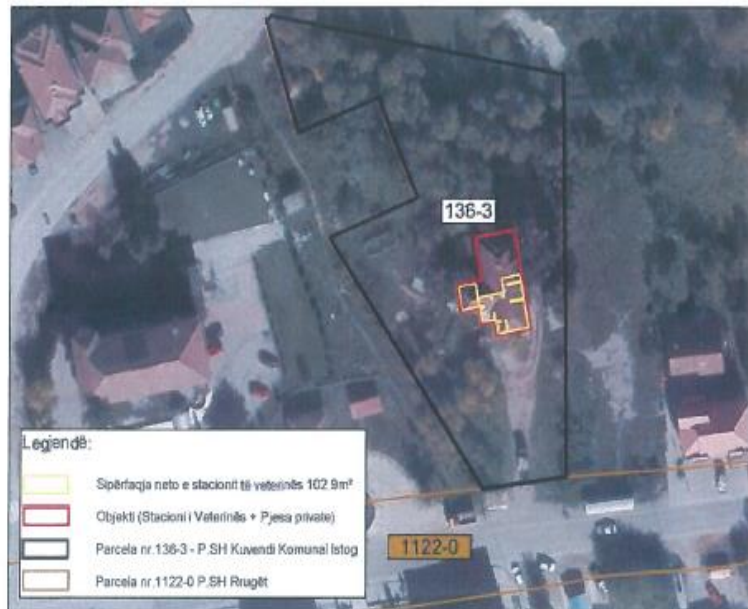 136-3
Legjendë:
Sipërfaqja neto e stacionit të veterinës 102.9m²
Objekti (Stacioni i Veterinës + Pjesa private)
Parcela nr.136-3 - P.SH Kuvendi Komunal Istog
Parcela nr.1122-0 P.SH Rrugët
1122-0